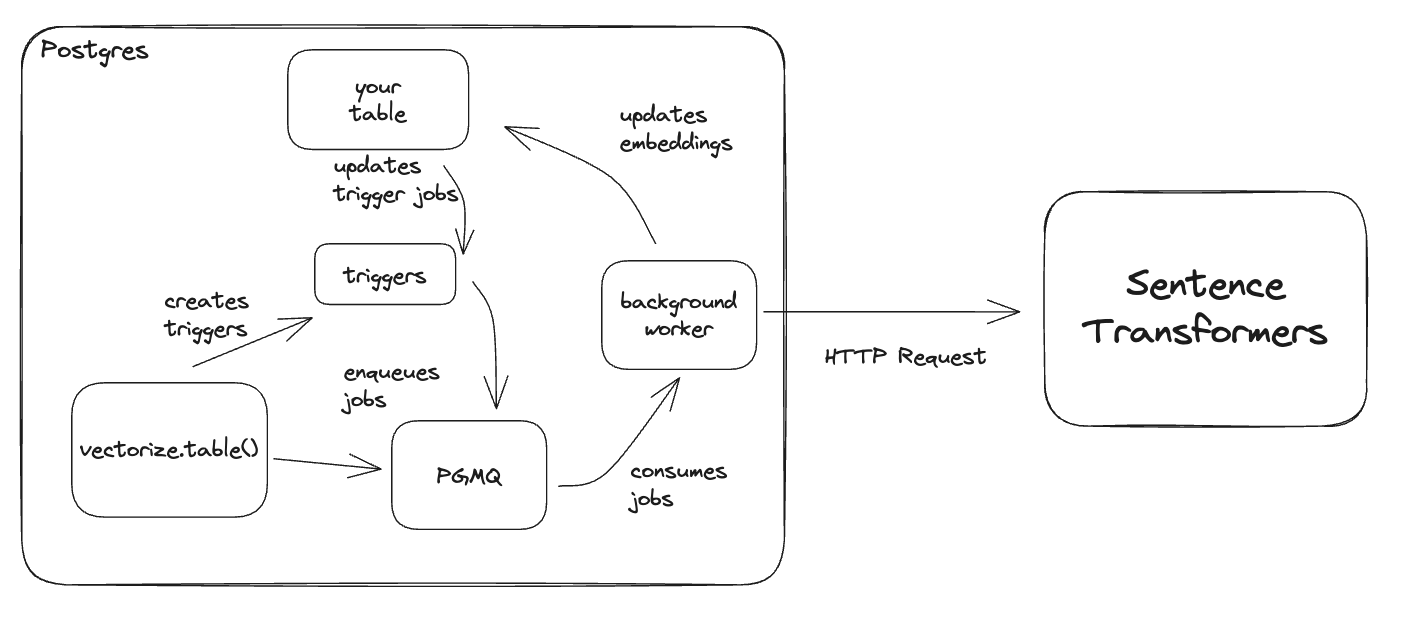 Postgres
your
table
updates
embeddings
updates
trigger jobs
triggers
creates
triggers
background
worker
HTTP Request
Sentence
Transformers
enqueues
jobs
vectorize.table()
PGMQ
consumes
jobs